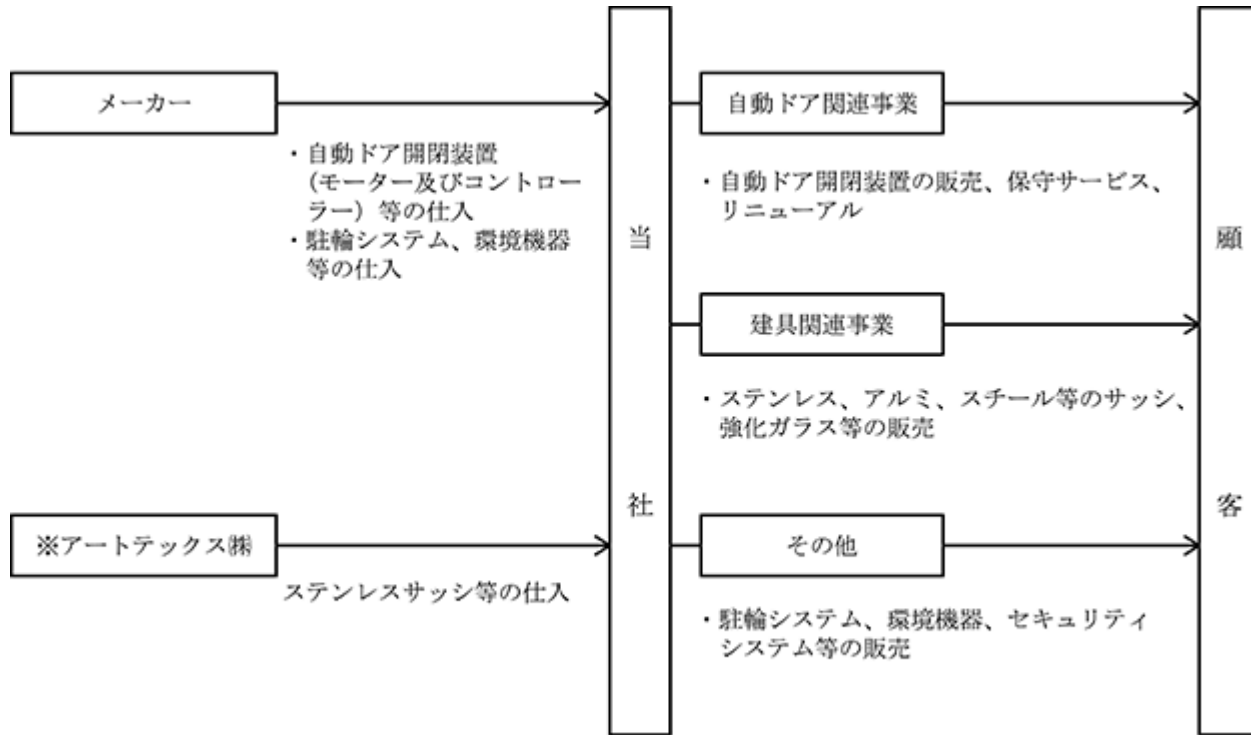 メーカー
・自動ドア開閉装置
（モーター及びコントロー
ラー）等の仕入
・駐輪システム、環境機器
等の仕入
※アートテックス㈱
ステンレスサッシ等の仕入
当
社
自動ドア関連事業
・自動ドア開閉装置の販売、保守サービス、
リニューアル
建具関連事業
・ステンレス、アルミ、スチール等のサッシ、
強化ガラス等の販売
その他
・駐輪システム、環境機器、セキュリティ
システム等の販売
顧
客